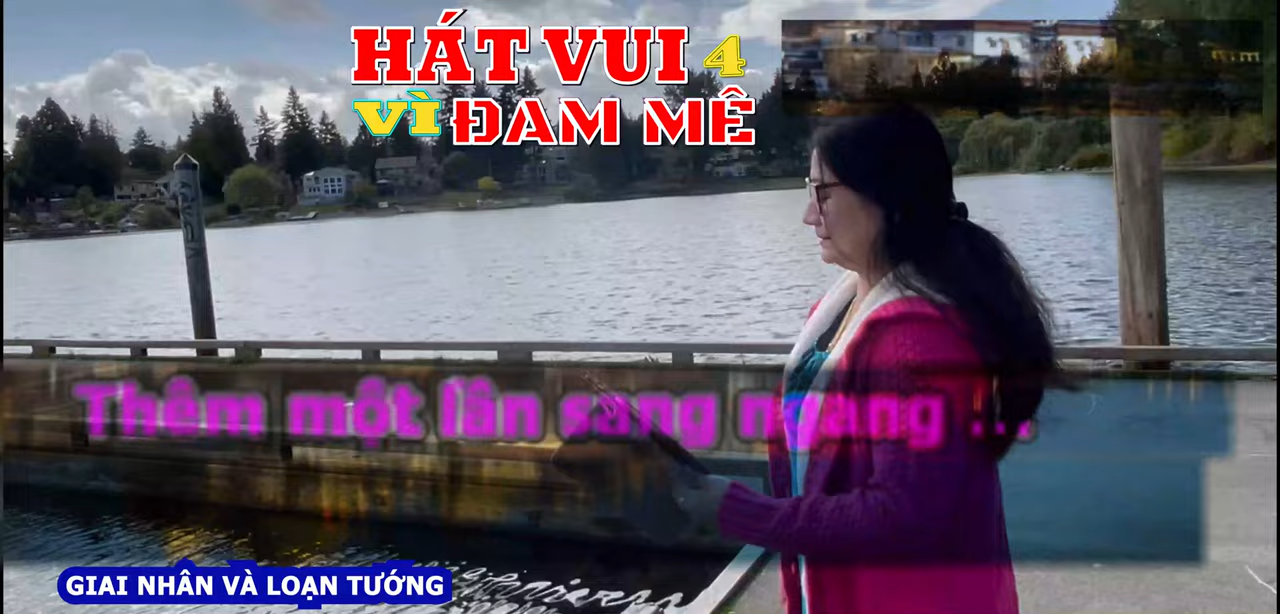 HÁT VUI 4
VÌ ĐAM MÊ
Thêm một lần sang ngang ...
GIAI NHÂN VÀ LOẠN TƯỚNG